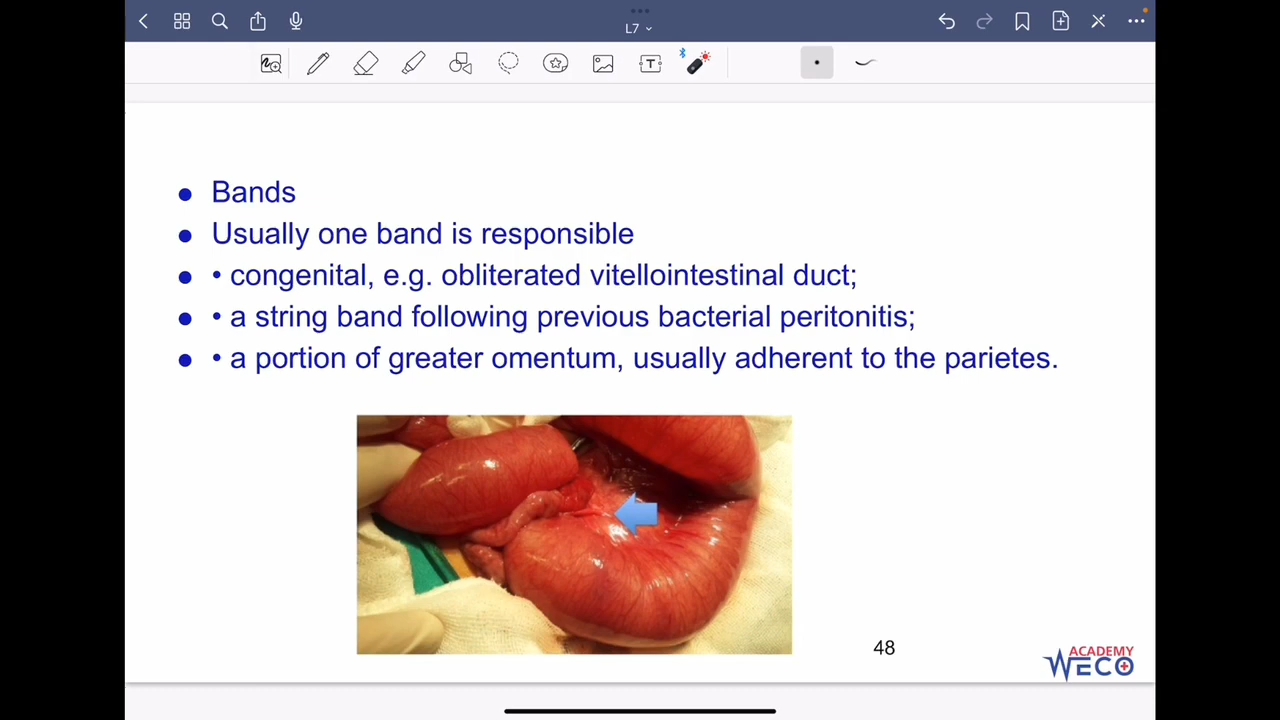 L7
● Bands
● Usually one band is responsible
● • congenital, e.g. obliterated vitellointestinal duct;
● • a string band following previous bacterial peritonitis;
● • a portion of greater omentum, usually adherent to the parietes.
48
ACADEMY
WECO